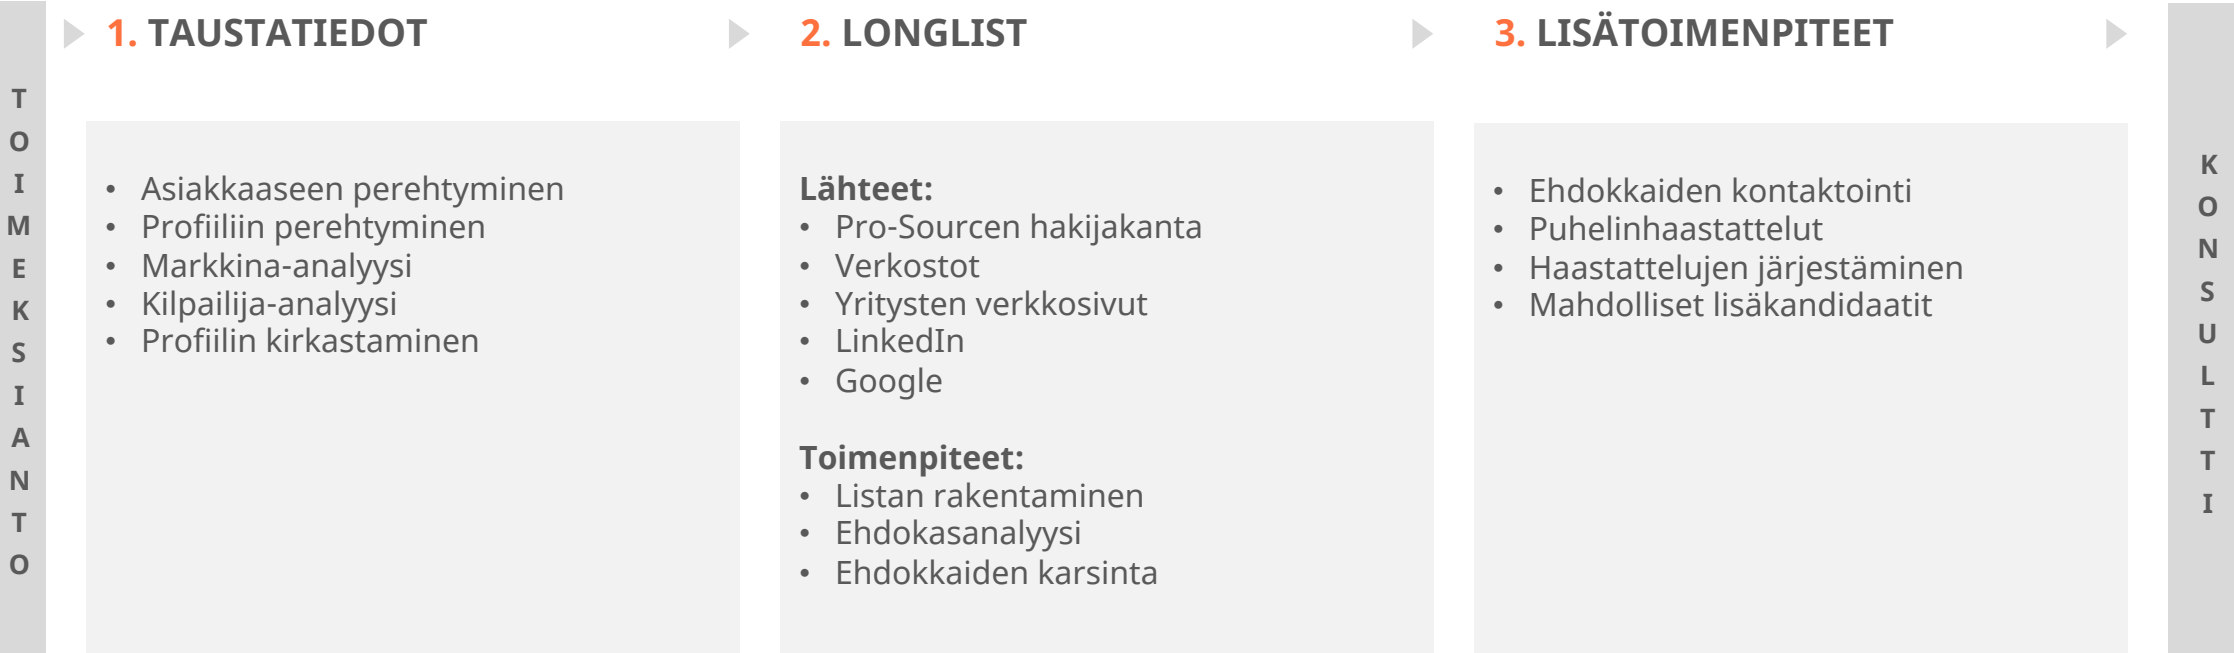 TOIMEKSIANTO
1. TAUSTATIEDOT
• Asiakkaaseen perehtyminen
• Profiiliin perehtyminen
• Markkina-analyysi
• Kilpailija-analyysi
• Profiilin kirkastaminen
2. LONGLIST
Lähteet:
• Pro-Sourcen hakijakanta
• Verkostot
• Yritysten verkkosivut
• LinkedIn
• Google
Toimenpiteet:
• Listan rakentaminen
• Ehdokasanalyysi
• Ehdokkaiden karsinta
3. LISÄTOIMENPITEET
• Ehdokkaiden kontaktointi
• Puhelinhaastattelut
• Haastattelujen järjestäminen
• Mahdolliset lisäkandidaatit
KONSULTTI